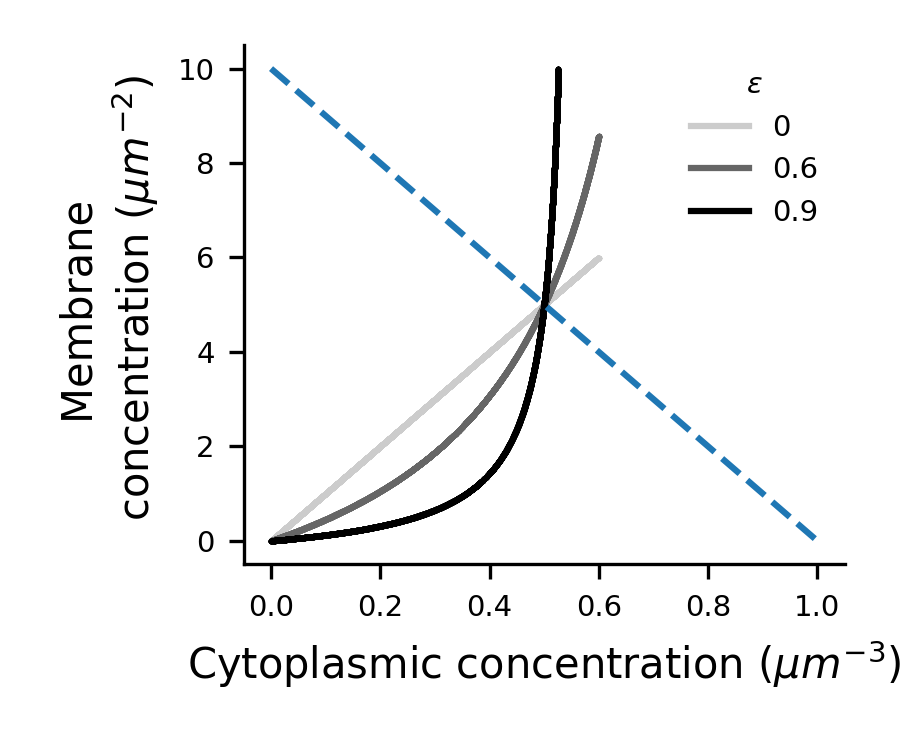 Membrane
concentration (μm⁻²)
10
8
6
4
2
0
ε
0
0.6
0.9
0.0 0.2 0.4 0.6 0.8 1.0
Cytoplasmic concentration (μm⁻³)